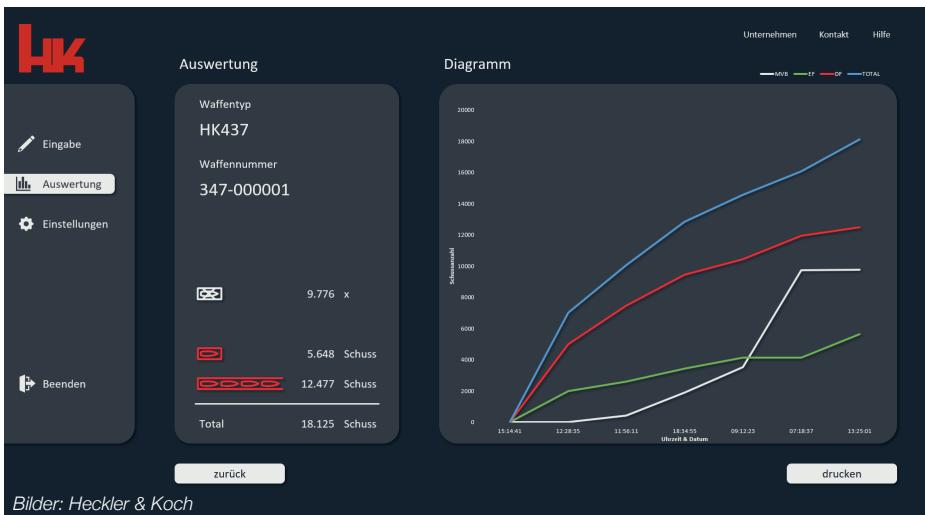 HK
Unternehmen Kontakt Hilfe
Auswertung
Diagramm
MVB EF DF TOTAL
Eingabe
Auswertung
Einstellungen
Beenden
Waffentyp
HK437
Waffennummer
347-000001
9.776 x
5.648 Schuss
12.477 Schuss
Total 18.125 Schuss
Schussanzahl
20000
18000
16000
14000
12000
10000
8000
6000
4000
2000
0
15:14:41 12:28:35 11:56:11 18:34:55 09:12:23 07:18:37 13:25:01
Uhrzeit & Datum
zurück
drucken
Bilder: Heckler & Koch